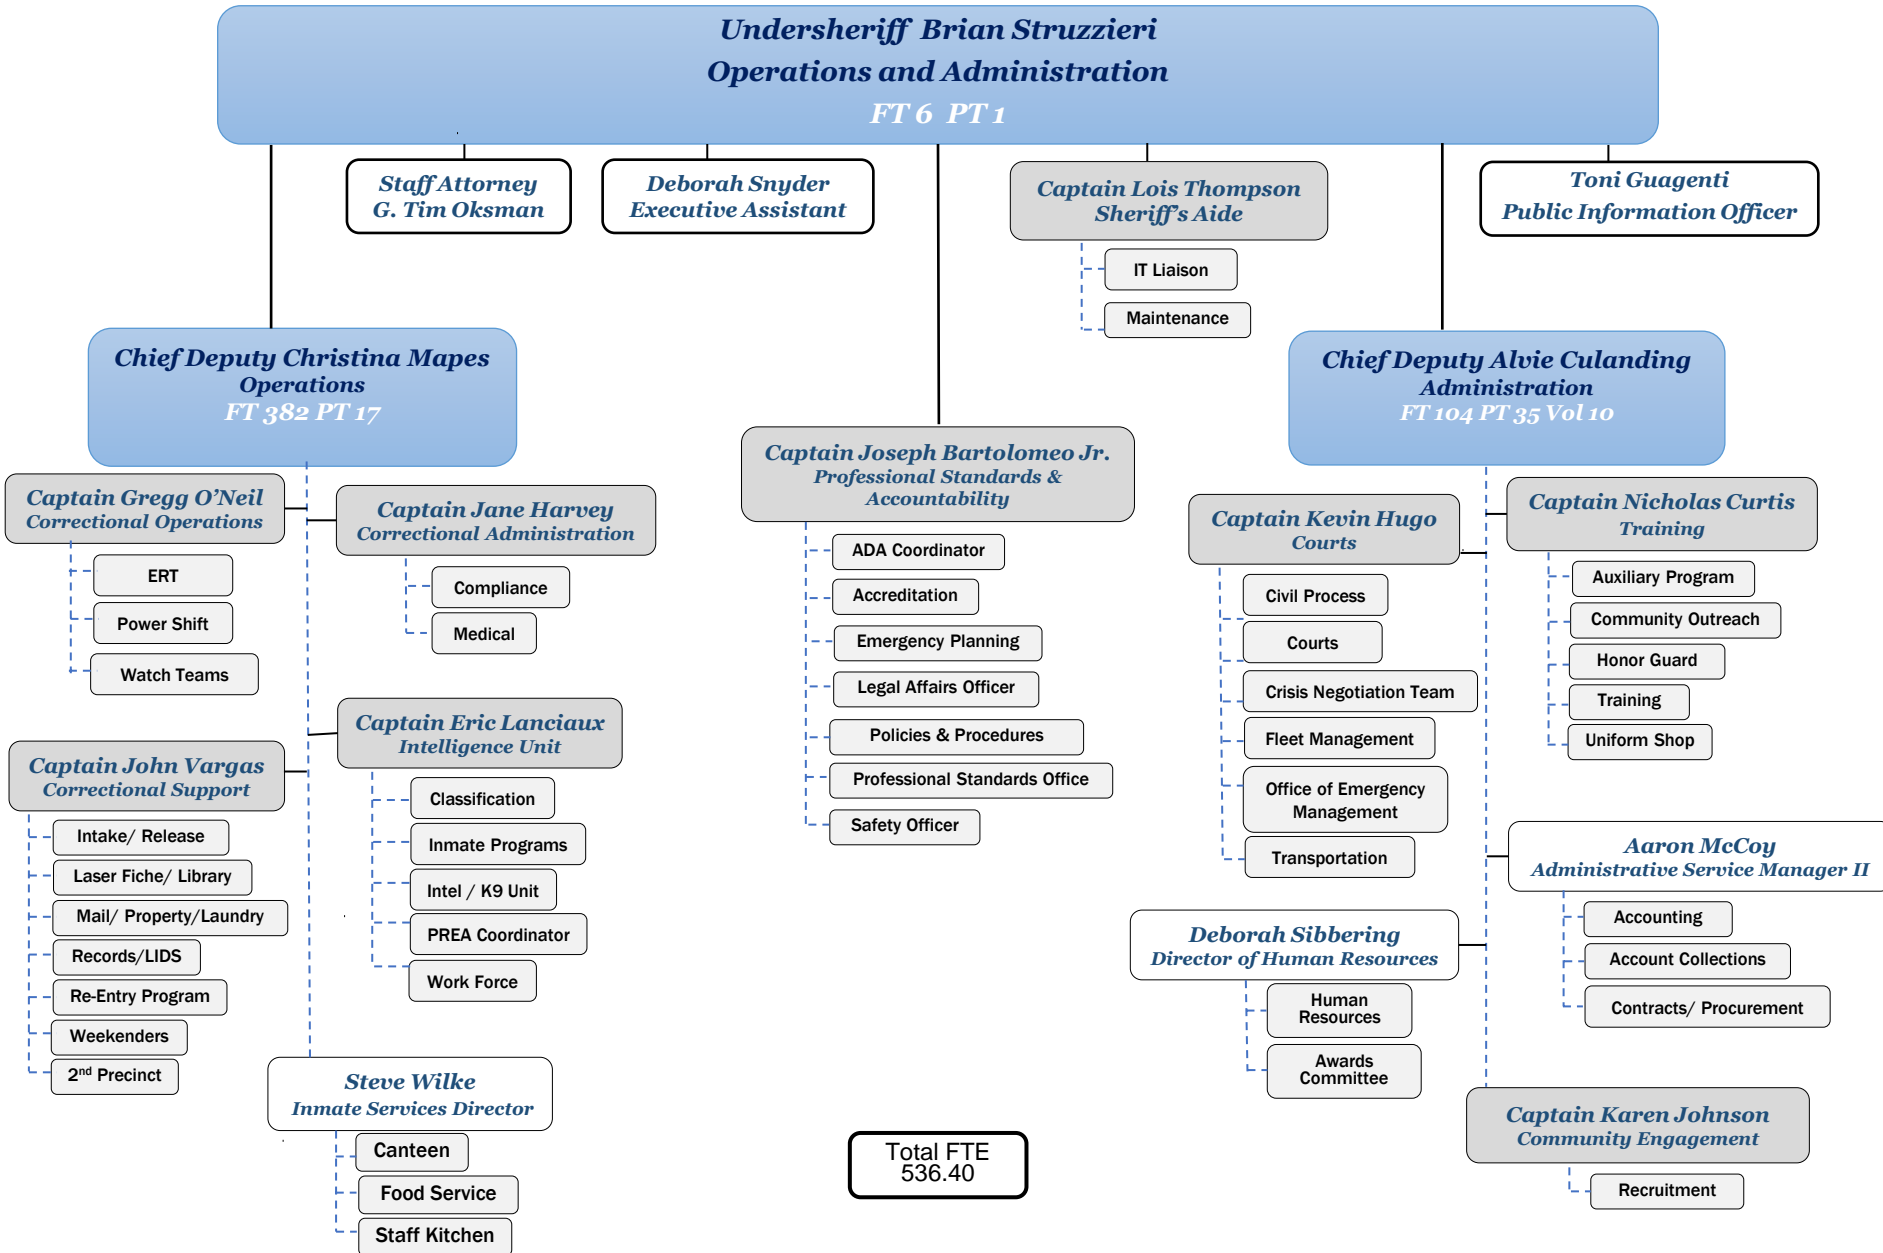 Undersheriff Brian Struzzieri
Operations and Administration
FT 6 PT 1
Staff Attorney
G. Tim Oksman
Deborah Snyder
Executive Assistant
Captain Lois Thompson
Sheriff's Aide
IT Liaison
Maintenance
Toni Guagenti
Public Information Officer
Chief Deputy Christina Mapes
Operations
FT 382 PT 17
Captain Gregg O'Neil
Correctional Operations
ERT
Power Shift
Watch Teams
Captain Jane Harvey
Correctional Administration
Compliance
Medical
Captain John Vargas
Correctional Support
Intake/ Release
Laser Fiche/ Library
Mail/ Property/Laundry
Records/LIDS
Re-Entry Program
Weekenders
2nd Precinct
Captain Eric Lanciaux
Intelligence Unit
Classification
Inmate Programs
Intel / K9 Unit
PREA Coordinator
Work Force
Steve Wilke
Inmate Services Director
Canteen
Food Service
Staff Kitchen
Captain Joseph Bartolomeo Jr.
Professional Standards &
Accountability
ADA Coordinator
Accreditation
Emergency Planning
Legal Affairs Officer
Policies & Procedures
Professional Standards Office
Safety Officer
Total FTE
536.40
Chief Deputy Alvie Culanding
Administration
FT 104 PT 35 Vol 10
Captain Kevin Hugo
Courts
Civil Process
Courts
Crisis Negotiation Team
Fleet Management
Office of Emergency
Management
Transportation
Captain Nicholas Curtis
Training
Auxiliary Program
Community Outreach
Honor Guard
Training
Uniform Shop
Aaron McCoy
Administrative Service Manager II
Accounting
Account Collections
Contracts/ Procurement
Deborah Sibbering
Director of Human Resources
Human
Resources
Awards
Committee
Captain Karen Johnson
Community Engagement
Recruitment